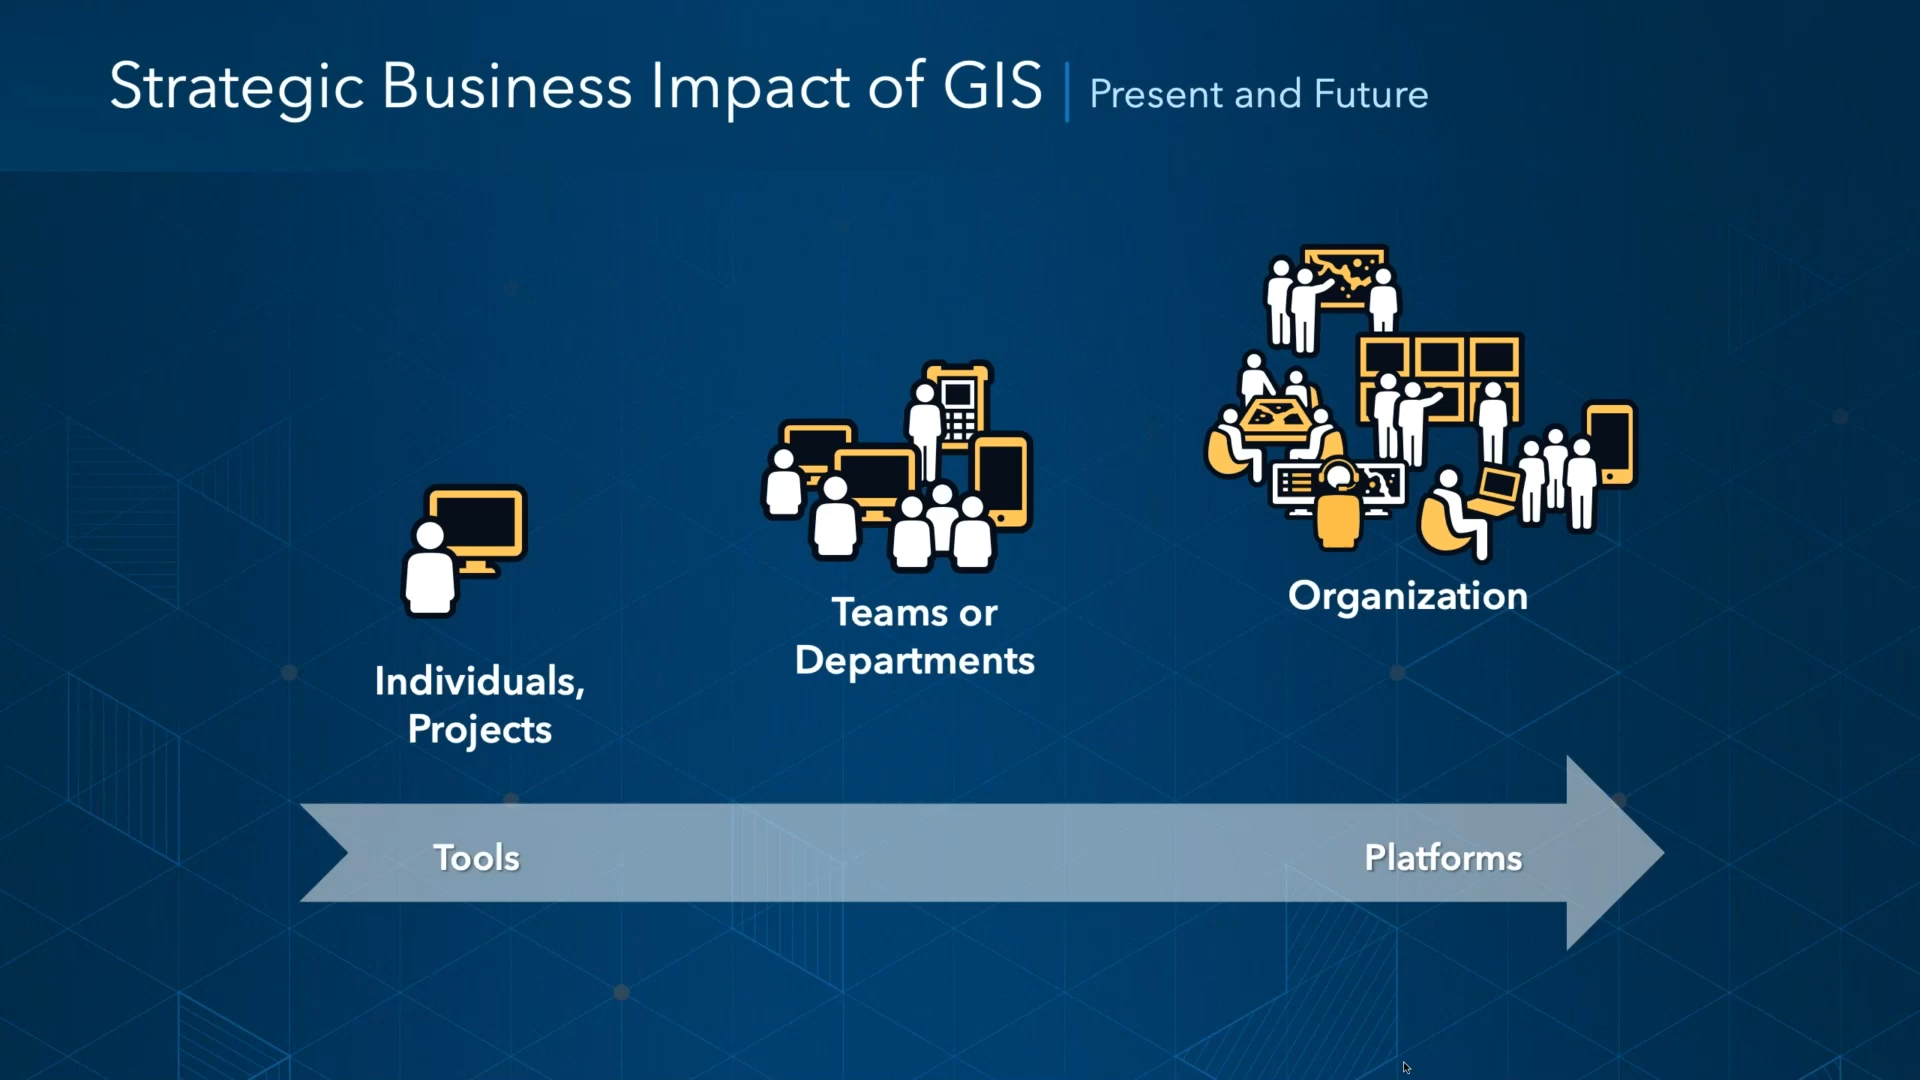 Strategic Business Impact of GIS | Present and Future
Individuals,
Projects
Teams or
Departments
Organization
Tools
Platforms